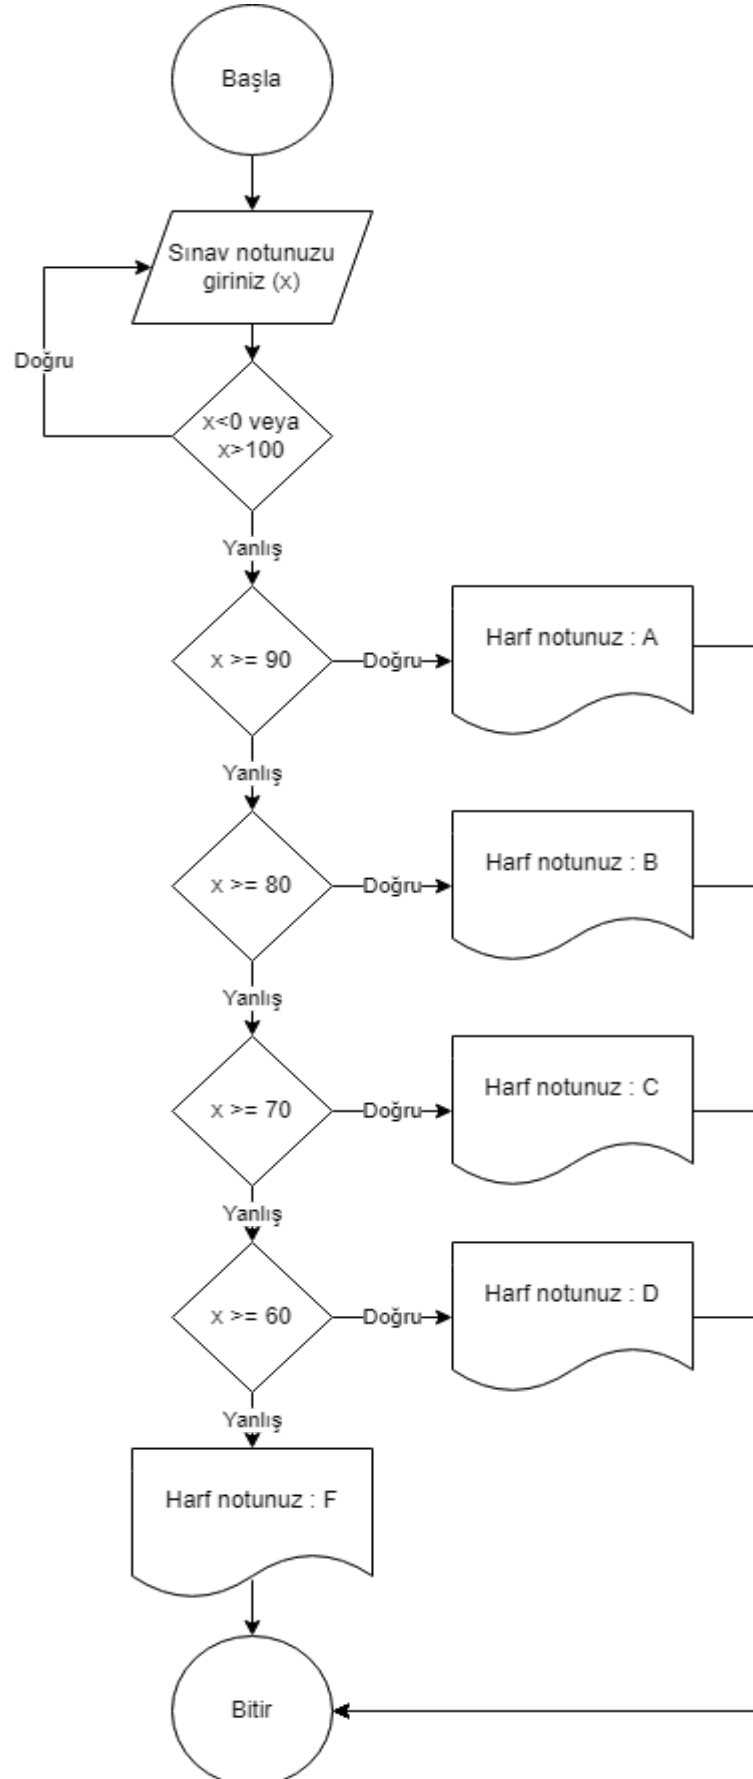 Başla
Sınav notunuzu
giriniz (x)
Doğru
x<0 veya
x>100
Yanlış
x >= 90
Doğru
Harf notunuz : A
Yanlış
x >= 80
Doğru
Harf notunuz : B
Yanlış
x >= 70
Doğru
Harf notunuz : C
Yanlış
x >= 60
Doğru
Harf notunuz : D
Yanlış
Harf notunuz : F
Bitir